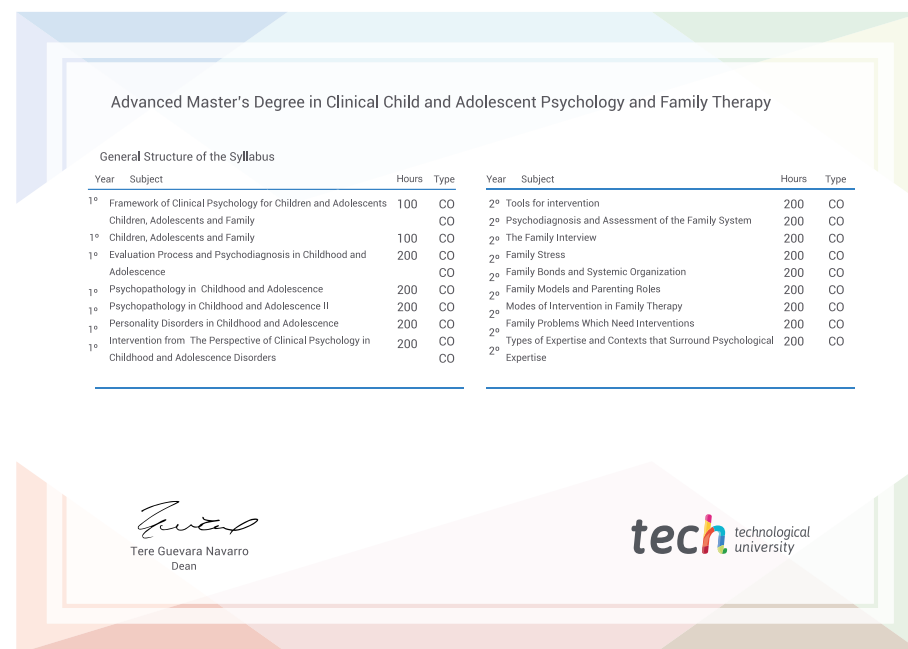 Advanced Master's Degree in Clinical Child and Adolescent Psychology and Family Therapy
General Structure of the Syllabus
Year Subject Hours Type
1º Framework of Clinical Psychology for Children and Adolescents 100 CO
Children, Adolescents and Family CO
1º Children, Adolescents and Family 100 CO
1º Evaluation Process and Psychodiagnosis in Childhood and 200 CO
Adolescence CO
1º Psychopathology in Childhood and Adolescence 200 CO
1º Psychopathology in Childhood and Adolescence II 200 CO
1º Personality Disorders in Childhood and Adolescence 200 CO
1º Intervention from The Perspective of Clinical Psychology in 200 CO
Childhood and Adolescence Disorders CO
Year Subject Hours Type
2º Tools for intervention 200 CO
2º Psychodiagnosis and Assessment of the Family System 200 CO
2º The Family Interview 200 CO
2º Family Stress 200 CO
2º Family Bonds and Systemic Organization 200 CO
2º Family Models and Parenting Roles 200 CO
2º Modes of Intervention in Family Therapy 200 CO
2º Family Problems Which Need Interventions 200 CO
2º Types of Expertise and Contexts that Surround Psychological 200 CO
Expertise
Tere Guevara Navarro
Dean
tech technological
university